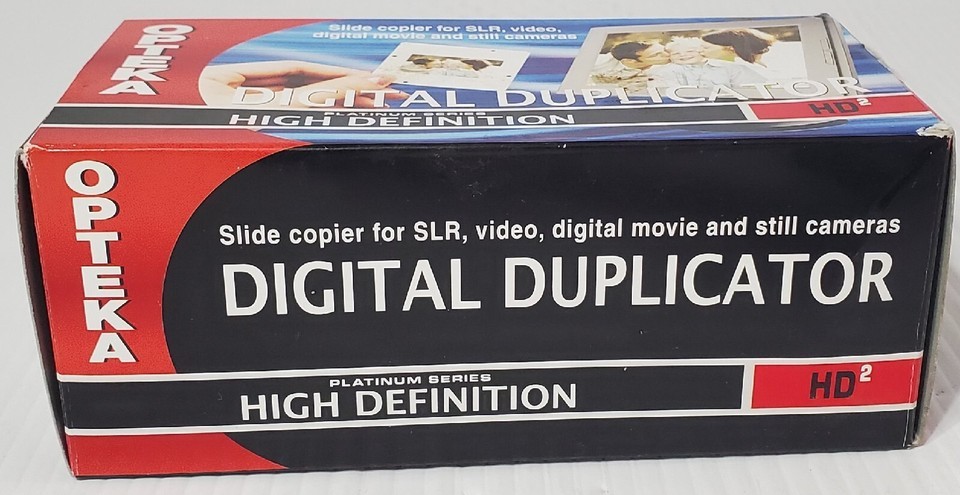 OPTEKA
Slide copier for SLR, video,
digital movie and still cameras
DIGITAL DUPLICATOR
PLATINUM SERIES
HIGH DEFINITION
HD²
OPTEKA
Slide copier for SLR, video, digital movie and still cameras
DIGITAL DUPLICATOR
PLATINUM SERIES
HIGH DEFINITION
HD²